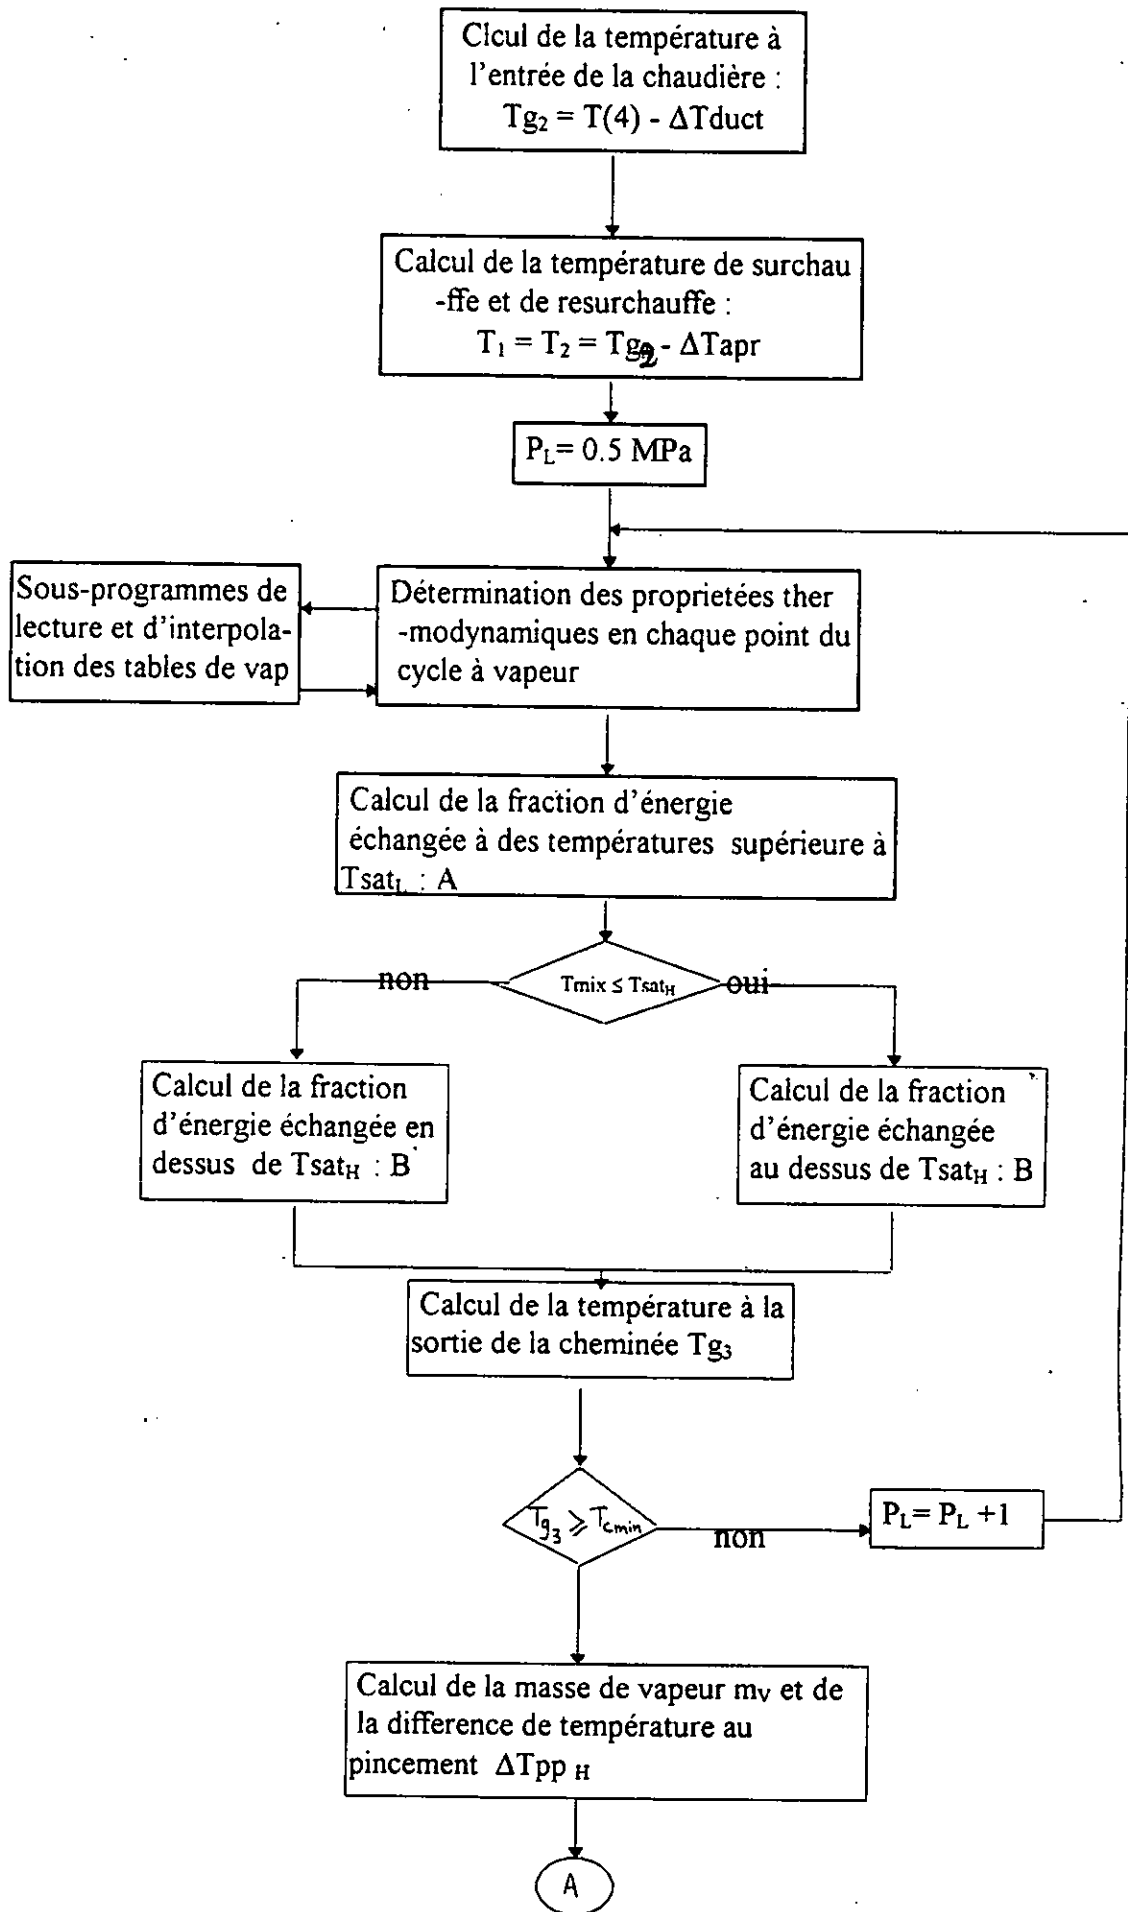 Clcul de la température à
l'entrée de la chaudière :
Tg₂ = T(4) - ΔTduct
Calcul de la température de surchau
-ffe et de resurchauffe :
T₁ = T₂ = Tg₂ - ΔTapr
P_L= 0.5 MPa
Sous-programmes de
lecture et d'interpola-
tion des tables de vap
Détermination des proprietées ther
-modynamiques en chaque point du
cycle à vapeur
Calcul de la fraction d'énergie
échangée à des températures supérieure à
Tsat_L : A
non
Tmix ≤ Tsat_H
oui
Calcul de la fraction
d'énergie échangée en
dessus de Tsat_H : B
Calcul de la fraction
d'énergie échangée
au dessus de Tsat_H : B
Calcul de la température à la
sortie de la cheminée Tg₃
Tg₃ ⩾ Tcmin
non
P_L= P_L +1
Calcul de la masse de vapeur m_v et de
la difference de température au
pincement ΔTpp_H
A